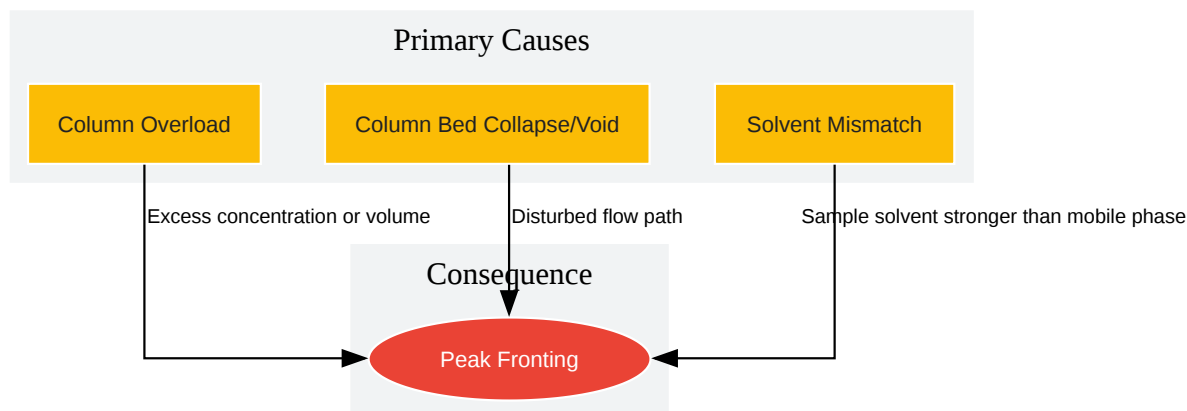 Primary Causes
Column Overload
Column Bed Collapse/Void
Solvent Mismatch
Excess concentration or volume
Disturbed flow path
Sample solvent stronger than mobile phase
Consequence
Peak Fronting